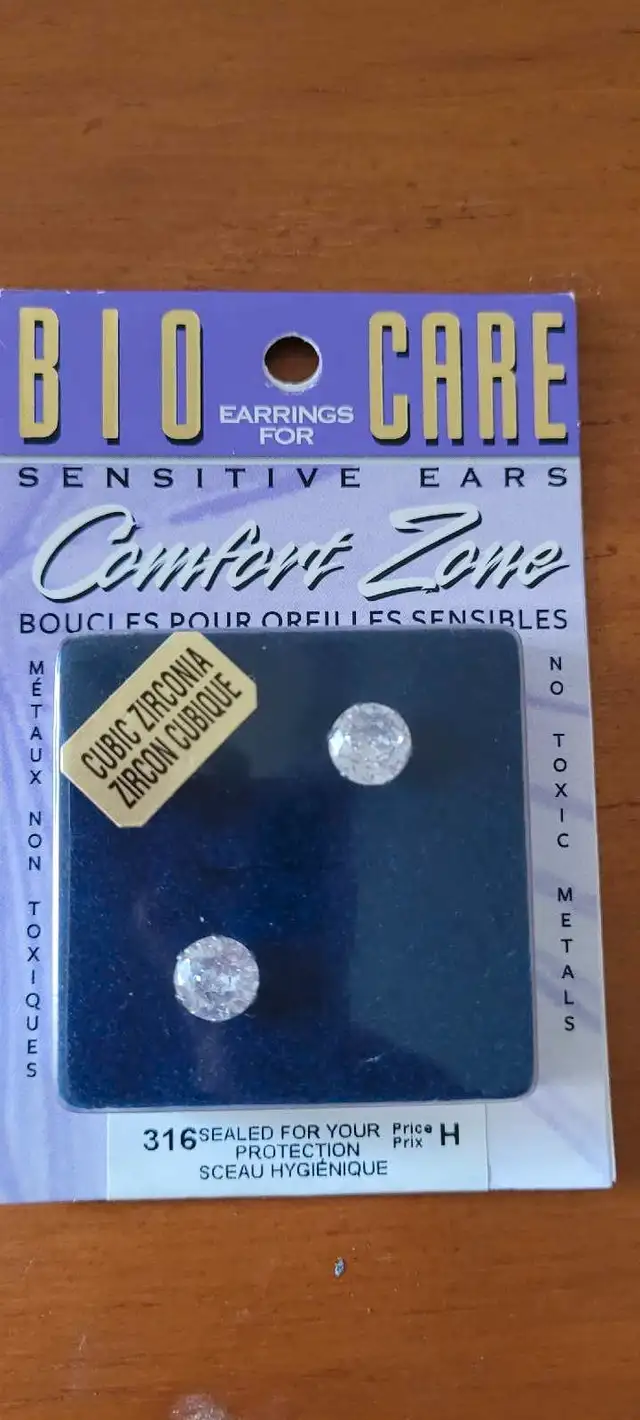 BIO CARE
EARRINGS
FOR
SENSITIVE EARS
Comfort Zone
BOUCLES POUR OREILLES SENSIBLES
MÉTAUX NON TOXIQUES
CUBIC ZIRCONIA
ZIRCON CUBIQUE
NO TOXIC METALS
316 SEALED FOR YOUR
PROTECTION
SCEAU HYGIÉNIQUE
Price
Prix
H